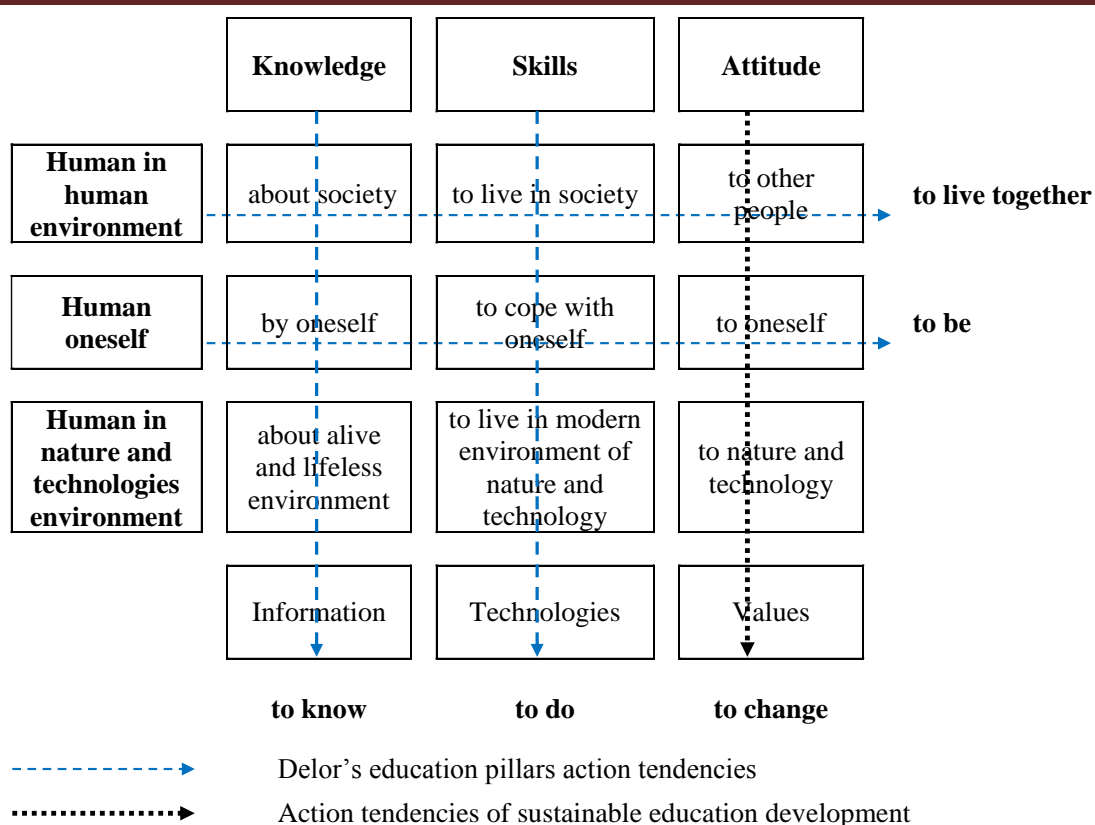 Knowledge
Skills
Attitude
Human in
human
environment
about society
to live in society
to other
people
to live together
Human
oneself
by oneself
to cope with
oneself
to oneself
to be
Human in
nature and
technologies
environment
about alive
and lifeless
environment
to live in modern
environment of
nature and
technology
to nature and
technology
Information
Technologies
Values
to know
to do
to change
Delor’s education pillars action tendencies
Action tendencies of sustainable education development